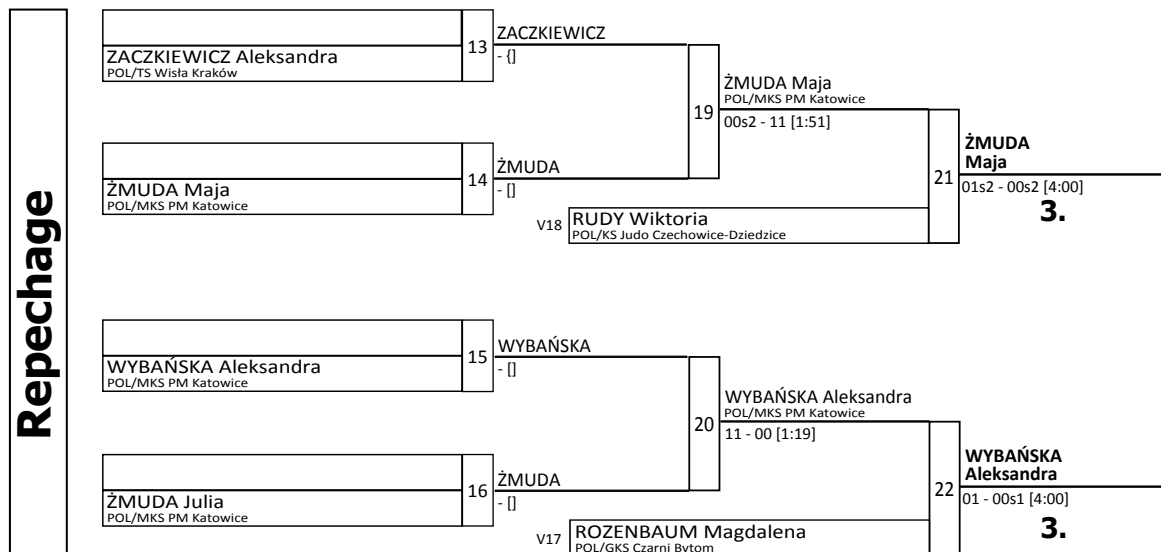 Repechage
ZACZKIEWICZ Aleksandra
POL/TS Wisła Kraków
13
ZACZKIEWICZ
- {]
ŻMUDA Maja
POL/MKS PM Katowice
14
ŻMUDA
- []
19
ŻMUDA Maja
POL/MKS PM Katowice
00s2 - 11 [1:51]
V18
RUDY Wiktoria
POL/KS Judo Czechowice-Dziedzice
21
ŻMUDA
Maja
01s2 - 00s2 [4:00]
3.
WYBAŃSKA Aleksandra
POL/MKS PM Katowice
15
WYBAŃSKA
- []
ŻMUDA Julia
POL/MKS PM Katowice
16
ŻMUDA
- []
20
WYBAŃSKA Aleksandra
POL/MKS PM Katowice
11 - 00 [1:19]
V17
ROZENBAUM Magdalena
POL/GKS Czarni Bytom
22
WYBAŃSKA
Aleksandra
01 - 00s1 [4:00]
3.